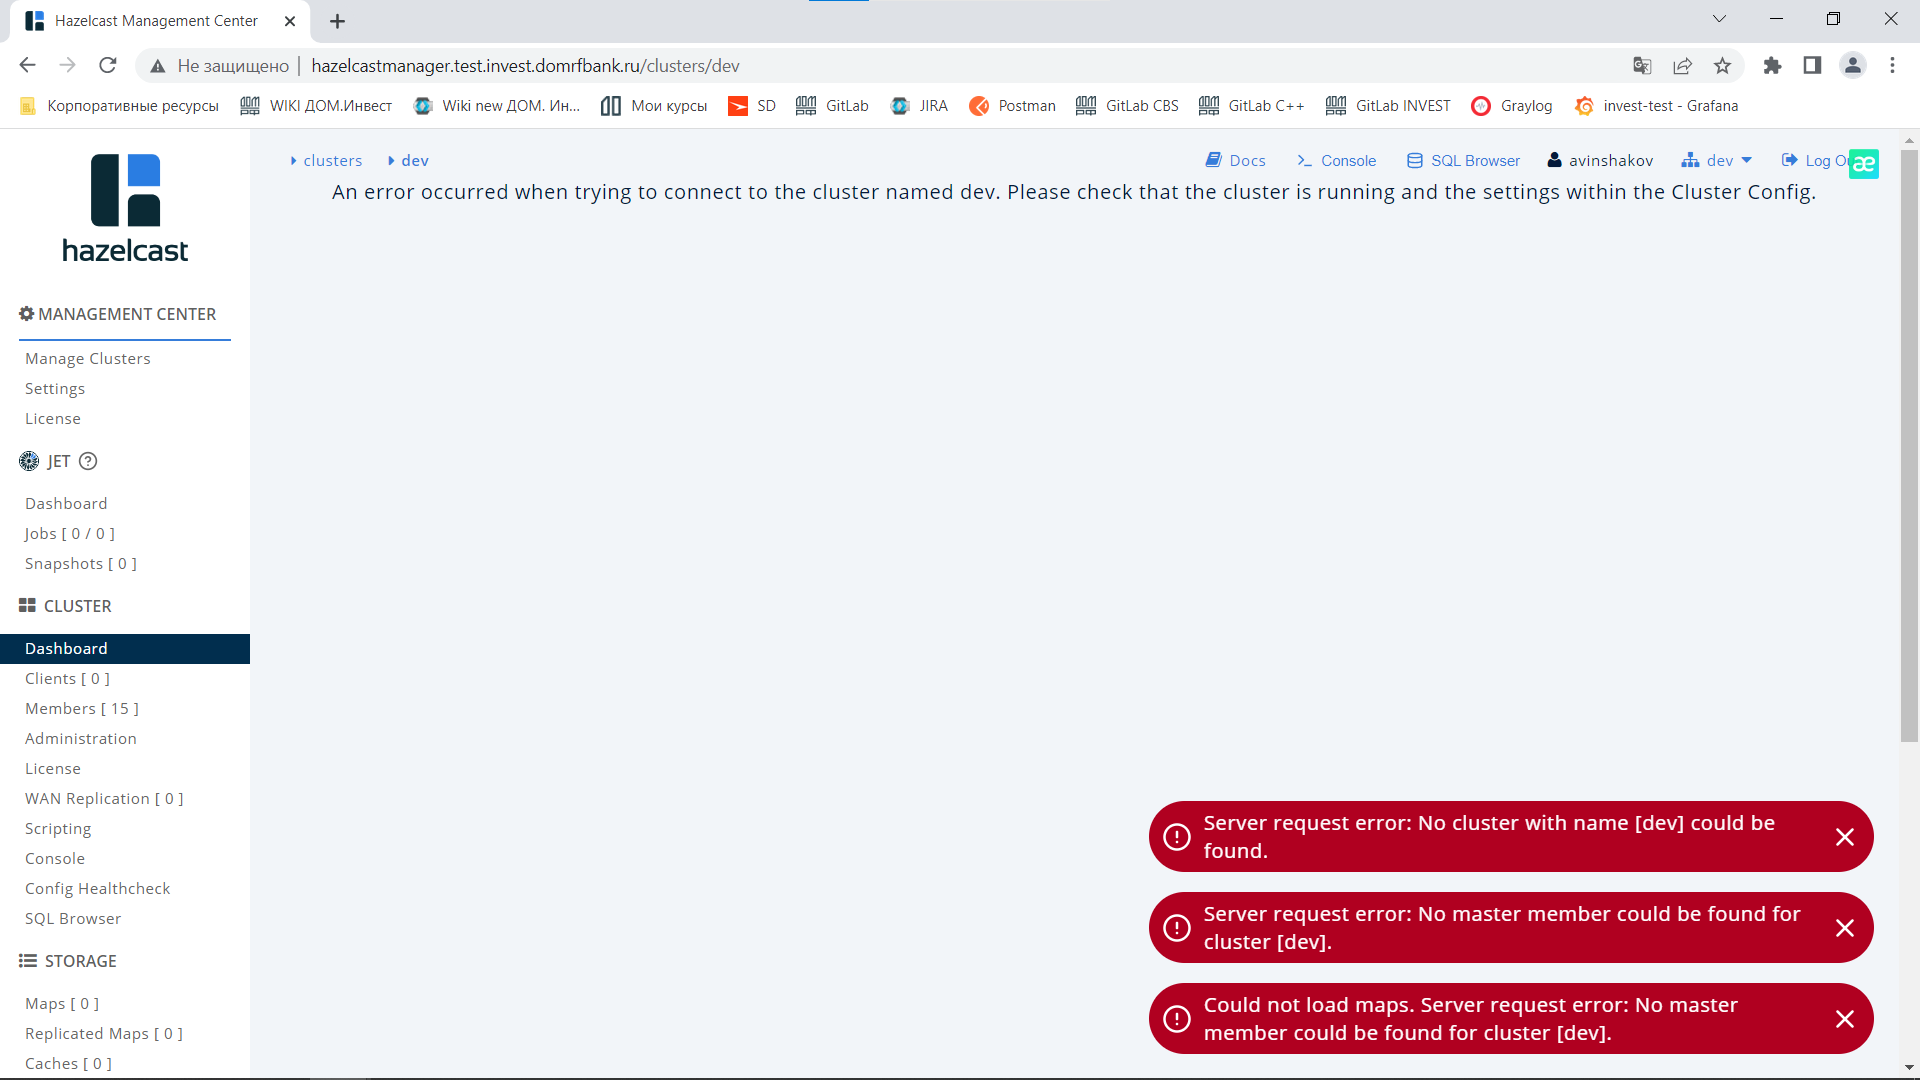 Hazelcast Management Center
Не защищено
hazelcastmanager.test.invest.domrfbank.ru/clusters/dev
Корпоративные ресурсы
WIKI ДОМ.Инвест
Wiki new ДОМ. Ин...
Мои курсы
SD
GitLab
JIRA
Postman
GitLab CBS
GitLab C++
GitLab INVEST
Graylog
invest-test - Grafana
hazelcast
MANAGEMENT CENTER
Manage Clusters
Settings
License
JET
Dashboard
Jobs [ 0 / 0 ]
Snapshots [ 0 ]
CLUSTER
Dashboard
Clients [ 0 ]
Members [ 15 ]
Administration
License
WAN Replication [ 0 ]
Scripting
Console
Config Healthcheck
SQL Browser
STORAGE
Maps [ 0 ]
Replicated Maps [ 0 ]
Caches [ 0 ]
clusters
dev
Docs
Console
SQL Browser
avinshakov
dev
Log O
æ
An error occurred when trying to connect to the cluster named dev. Please check that the cluster is running and the settings within the Cluster Config.
Server request error: No cluster with name [dev] could be
found.
Server request error: No master member could be found for
cluster [dev].
Could not load maps. Server request error: No master
member could be found for cluster [dev].